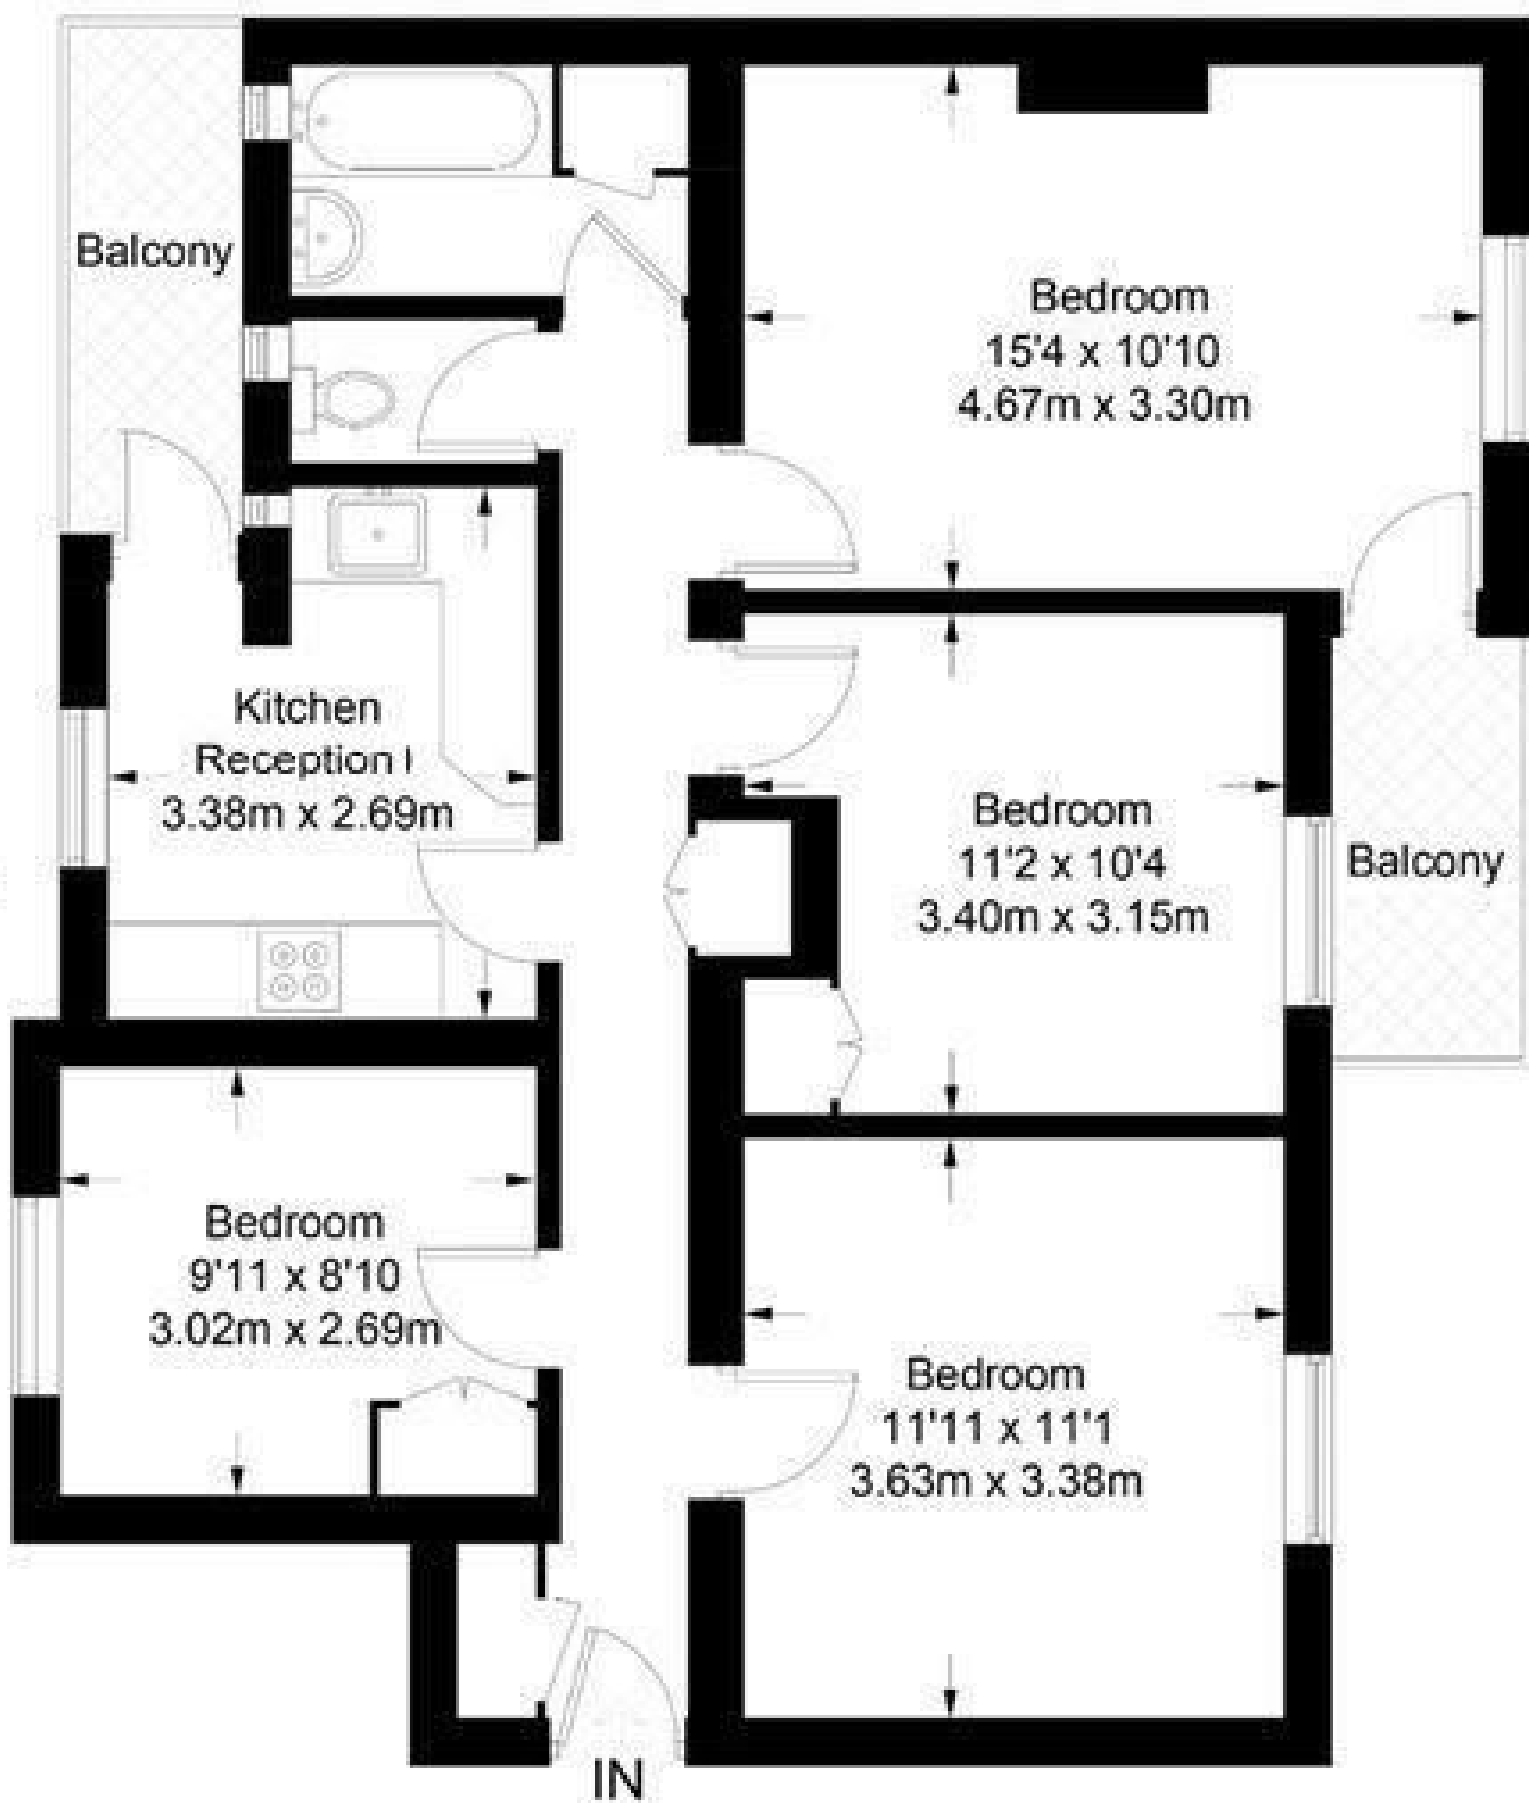 Balcony
Bedroom
15'4 x 10'10
4.67m x 3.30m
Kitchen
Reception
3.38m x 2.69m
Bedroom
11'2 x 10'4
3.40m x 3.15m
Balcony
Bedroom
9'11 x 8'10
3.02m x 2.69m
Bedroom
11'11 x 11'1
3.63m x 3.38m
IN